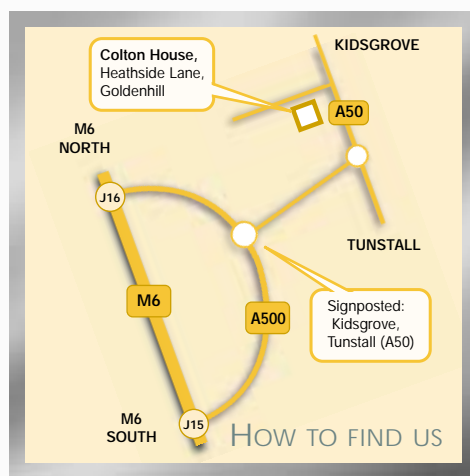 KIDSGROVE
Colton House,
Heathside Lane,
Goldenhill
A50
M6
NORTH
J16
TUNSTALL
M6
A500
Signposted:
Kidsgrove,
Tunstall (A50)
J15
M6
SOUTH
HOW TO FIND US